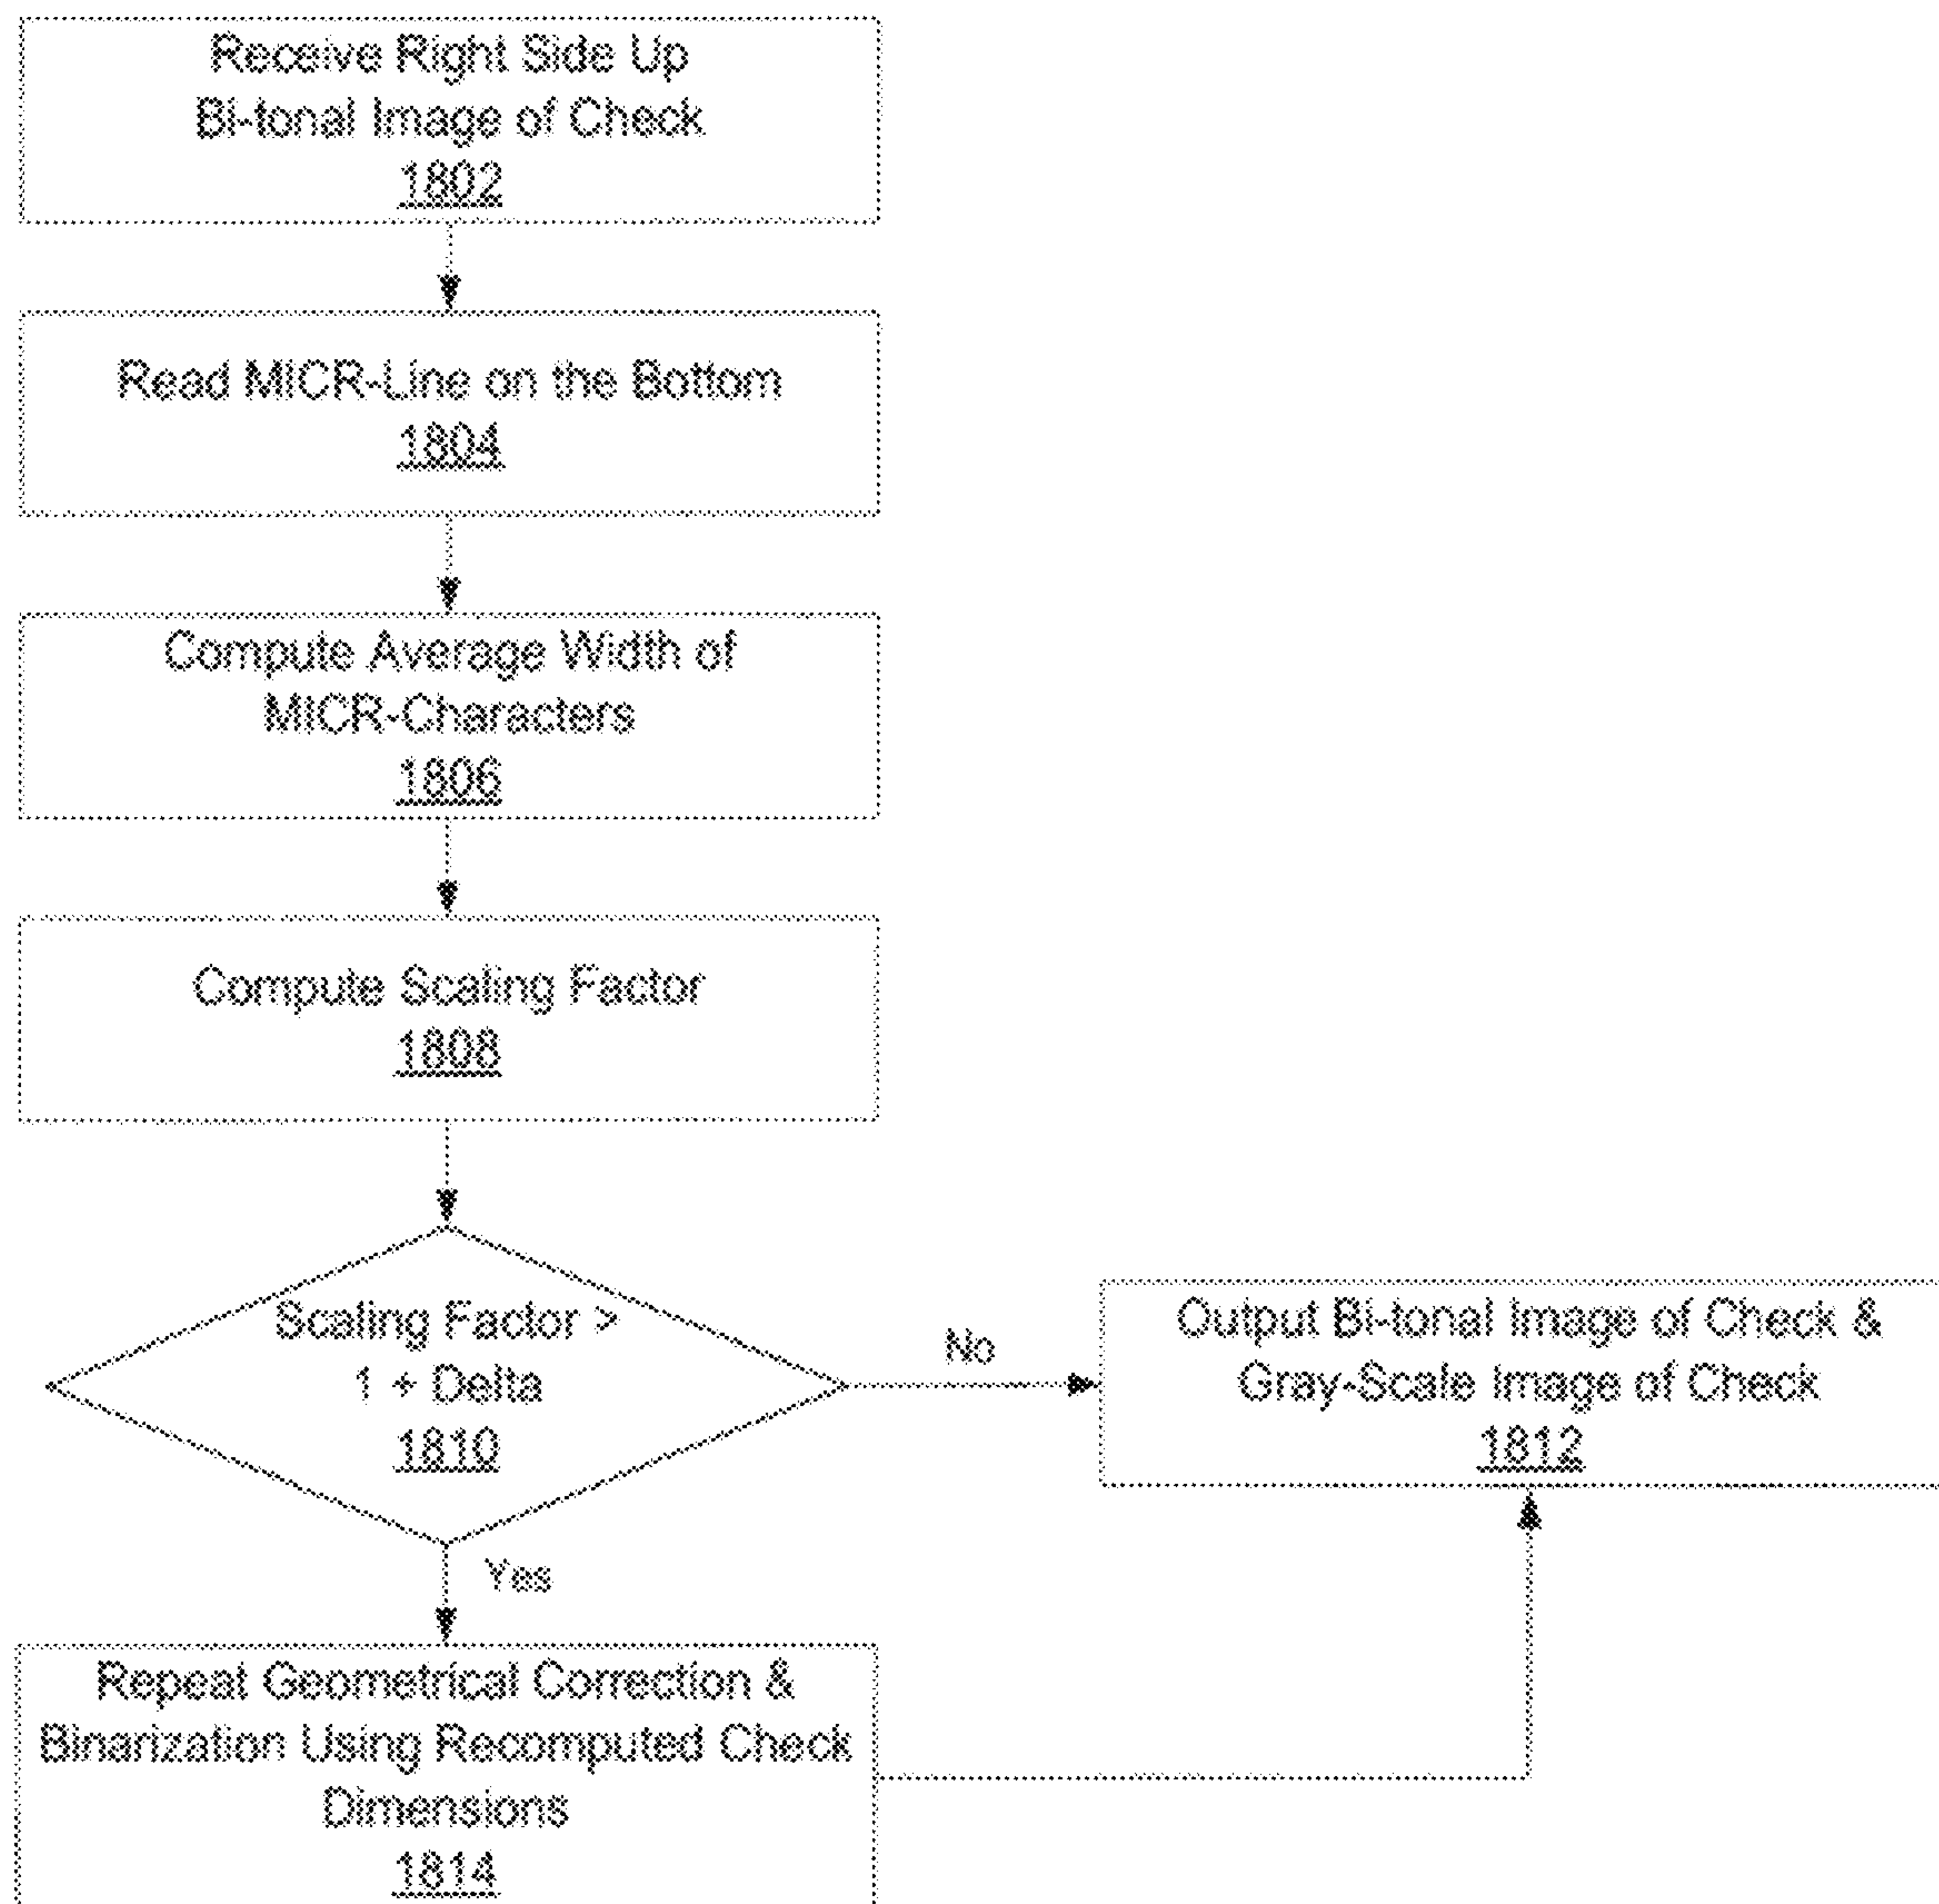 Receive Right Side Up
Bi-tonal Image of Check
1802
Read MICR-Line on the Bottom
1804
Compute Average Width of
MICR-Characters
1806
Compute Scaling Factor
1808
Scaling Factor >
1 + Delta
1810
No
Output Bi-tonal Image of Check &
Gray-Scale Image of Check
1812
Yes
Repeat Geometrical Correction &
Binarization Using Recomputed Check
Dimensions
1814